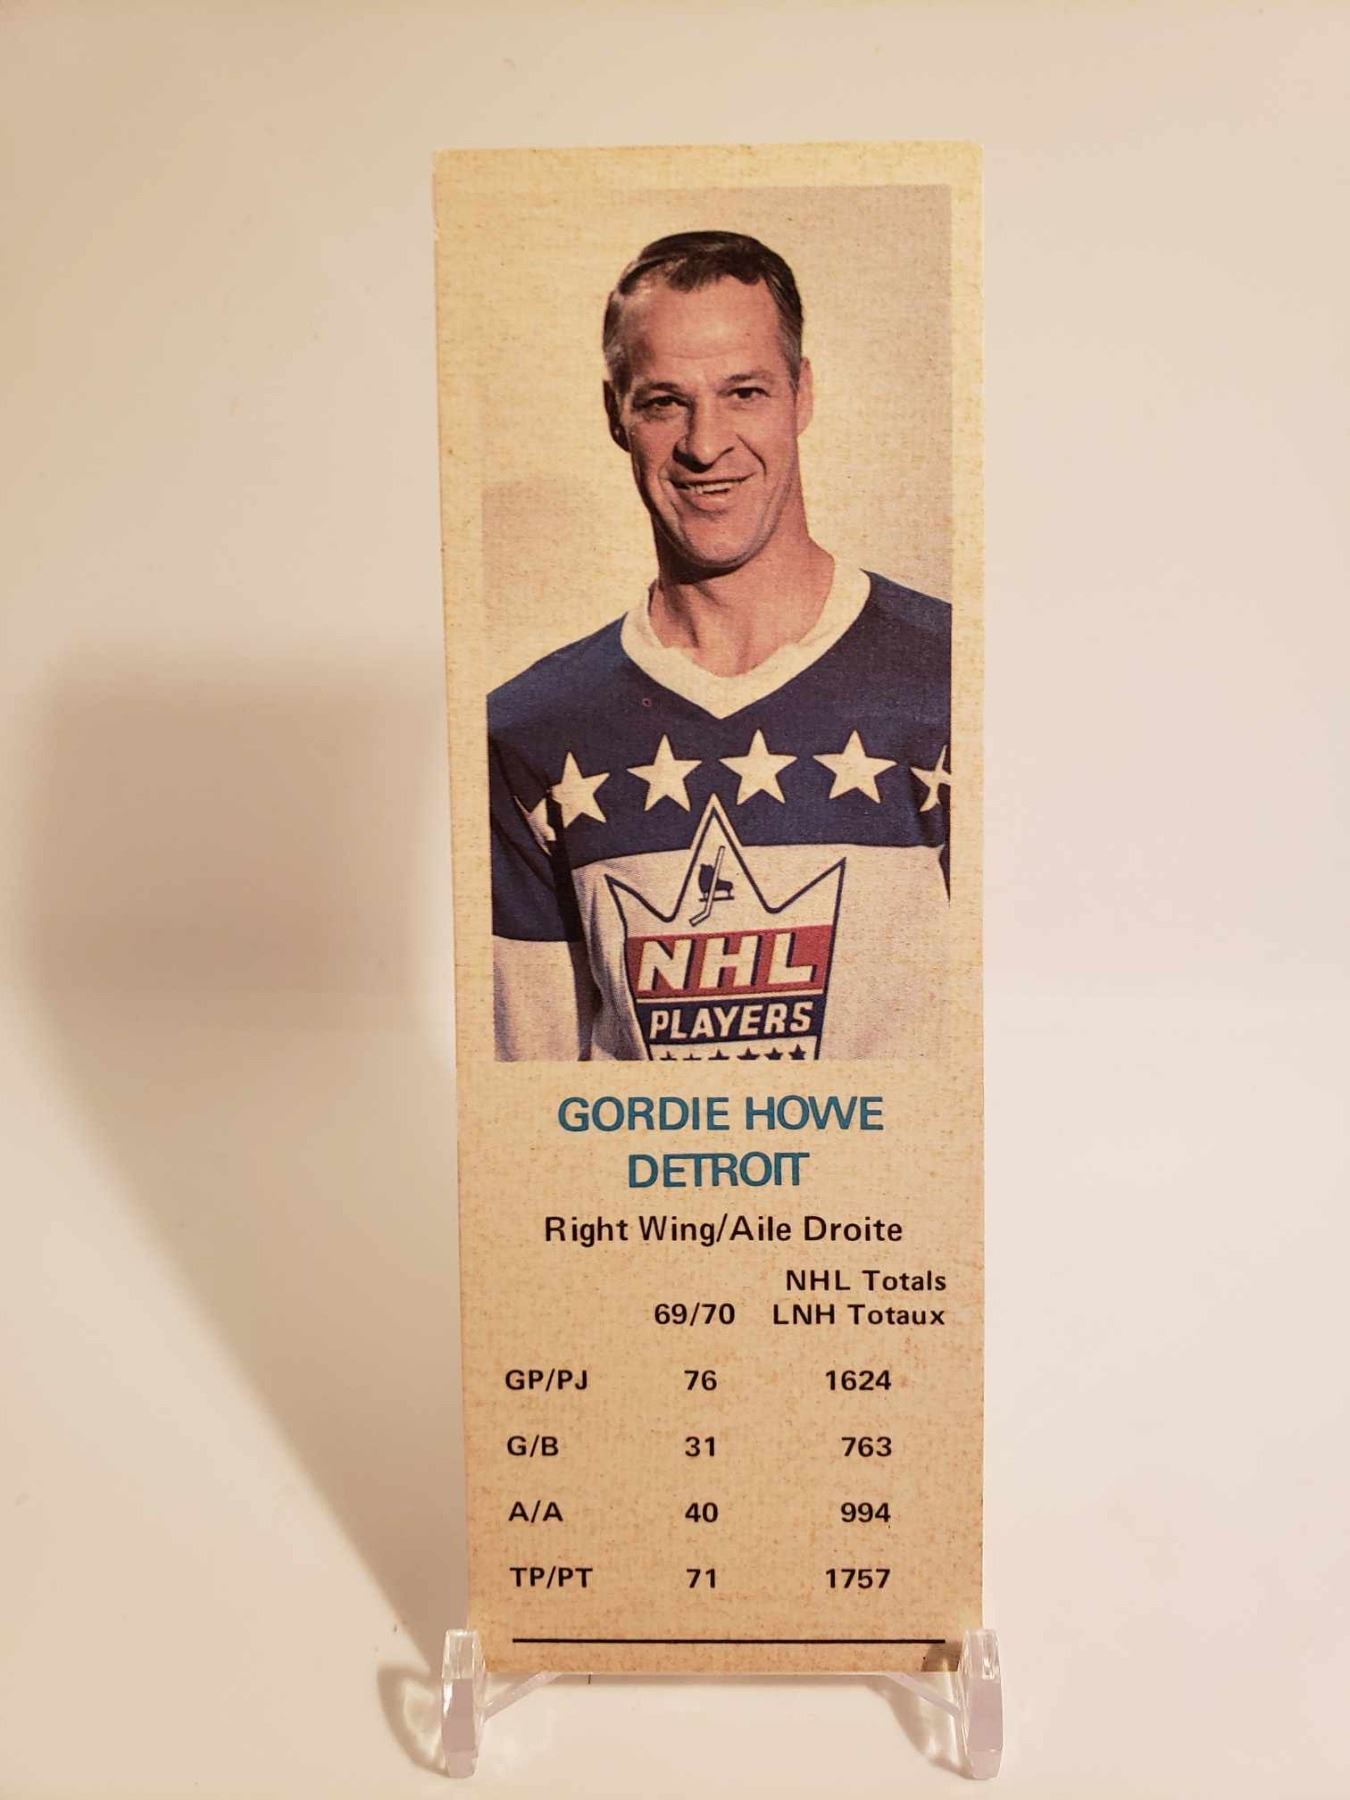 NHL
PLAYERS
GORDIE HOWE
DETROIT
Right Wing/Aile Droite
NHL Totals
69/70 LNH Totaux
GP/PJ 76 1624
G/B 31 763
A/A 40 994
TP/PT 71 1757